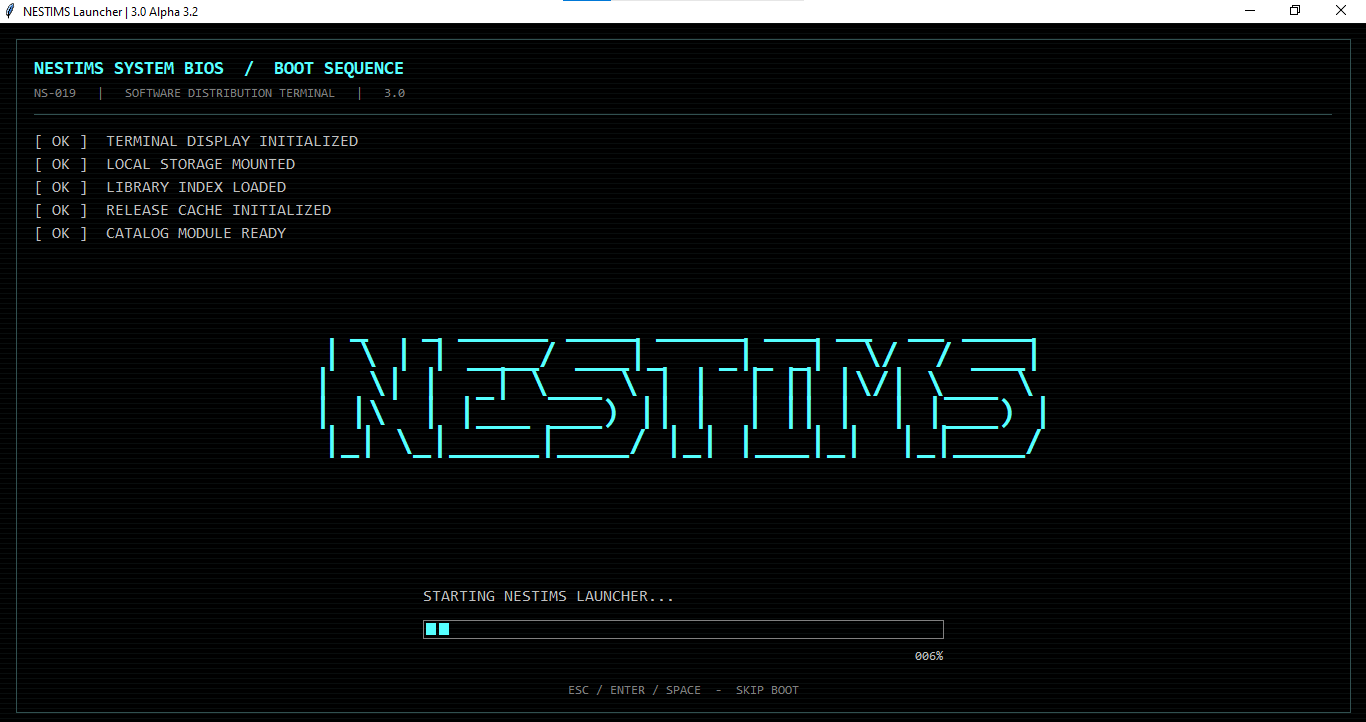 NESTIMS Launcher | 3.0 Alpha 3.2
NESTIMS SYSTEM BIOS / BOOT SEQUENCE
NS-019 | SOFTWARE DISTRIBUTION TERMINAL | 3.0
[ OK ] TERMINAL DISPLAY INITIALIZED
[ OK ] LOCAL STORAGE MOUNTED
[ OK ] LIBRARY INDEX LOADED
[ OK ] RELEASE CACHE INITIALIZED
[ OK ] CATALOG MODULE READY
NESTIMS
STARTING NESTIMS LAUNCHER...
006%
ESC / ENTER / SPACE - SKIP BOOT